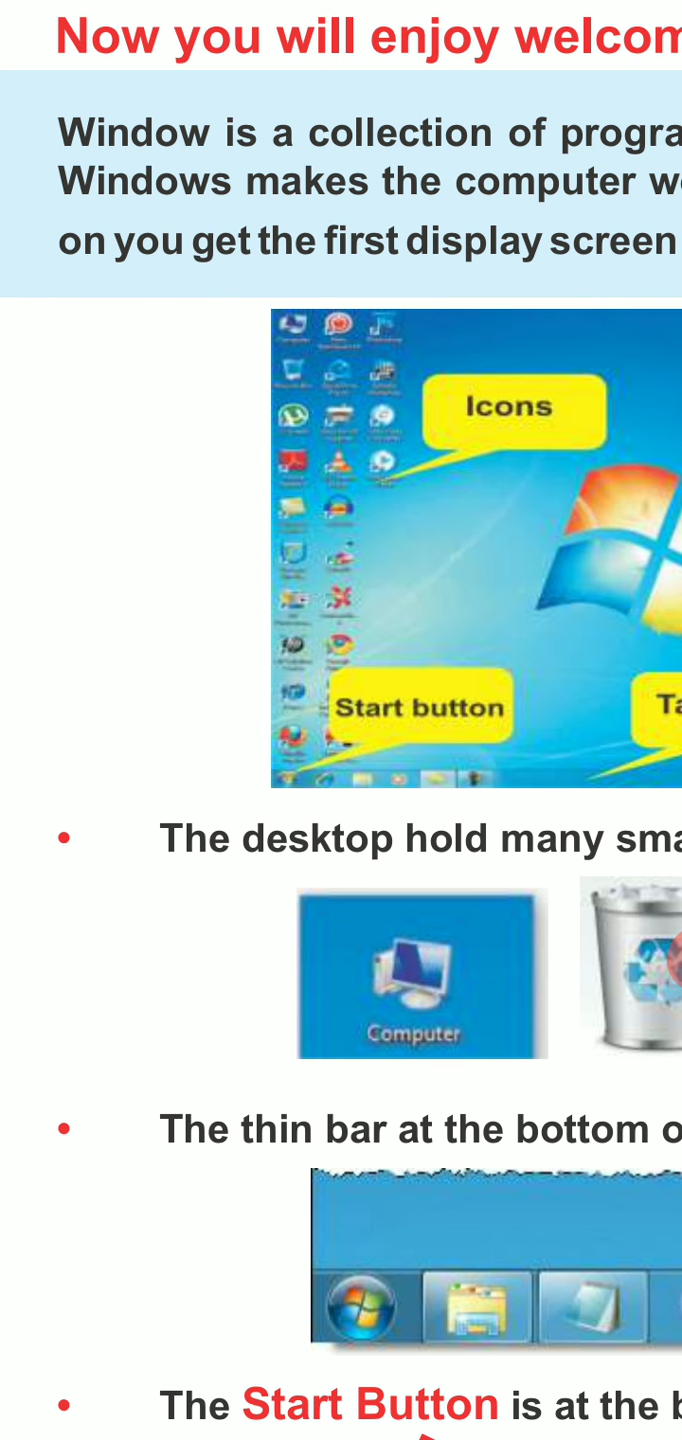 Now you will enjoy welcom
Window is a collection of progra
Windows makes the computer w
on you get the first display screen
Icons
Start button
Ta
• The desktop hold many sma
Computer
• The thin bar at the bottom o
• The Start Button is at the b